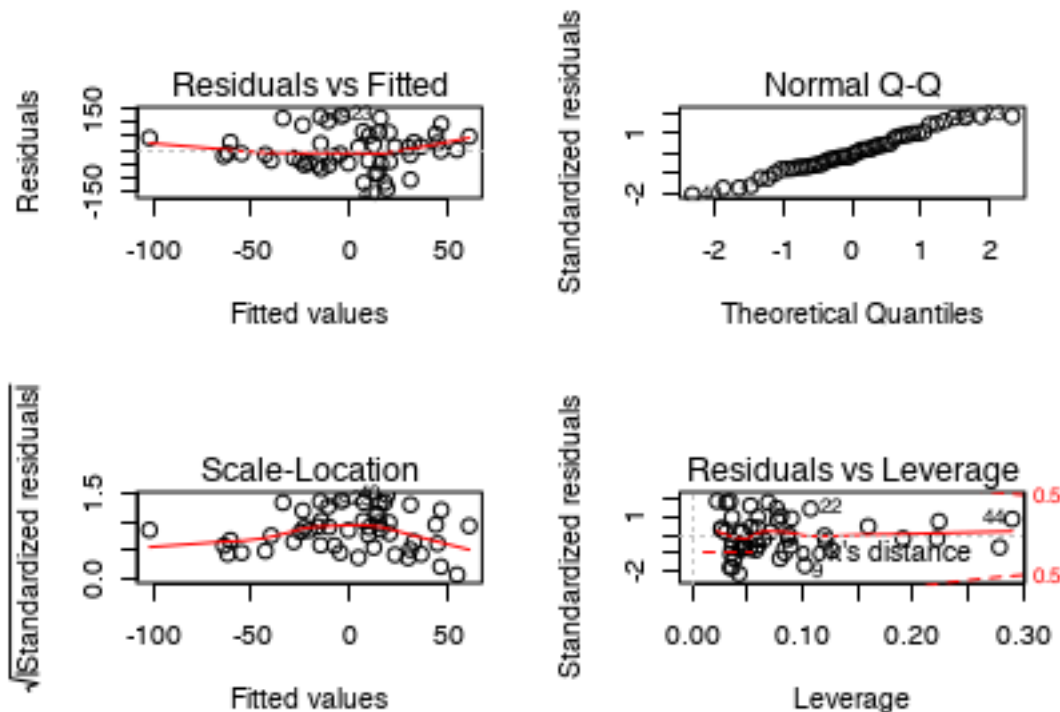 Residuals vs Fitted
Residuals
150
-150
23
-100 -50 0 50
Fitted values
Normal Q-Q
Standardized residuals
1
-2
-2 -1 0 1 2
Theoretical Quantiles
Scale-Location
√|Standardized residuals|
1.5
0.0
-100 -50 0 50
Fitted values
Residuals vs Leverage
Standardized residuals
1
-2
22
44
9
0.5
0.5
distance
0.00 0.10 0.20 0.30
Leverage